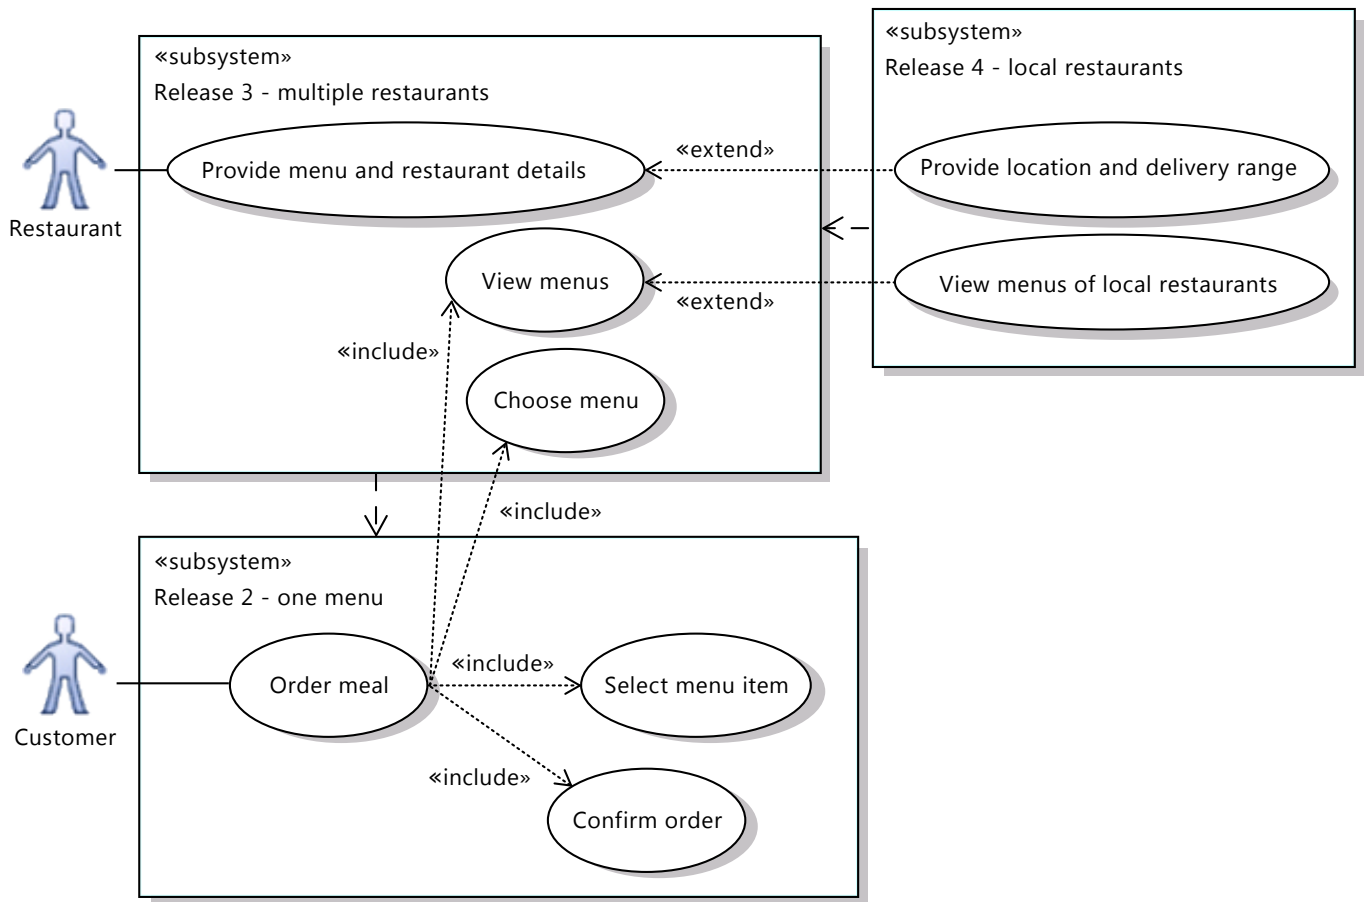 «subsystem»
Release 3 - multiple restaurants
Restaurant
Provide menu and restaurant details
«extend»
View menus
«extend»
«include»
Choose menu
«include»
«subsystem»
Release 4 - local restaurants
Provide location and delivery range
View menus of local restaurants
«subsystem»
Release 2 - one menu
Customer
Order meal
«include»
Select menu item
«include»
Confirm order